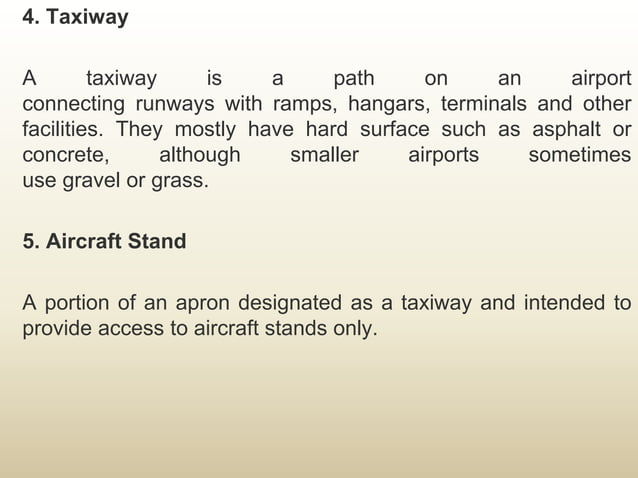 4. Taxiway
A taxiway is a path on an airport
connecting runways with ramps, hangars, terminals and other
facilities. They mostly have hard surface such as asphalt or
concrete, although smaller airports sometimes
use gravel or grass.
5. Aircraft Stand
A portion of an apron designated as a taxiway and intended to
provide access to aircraft stands only.